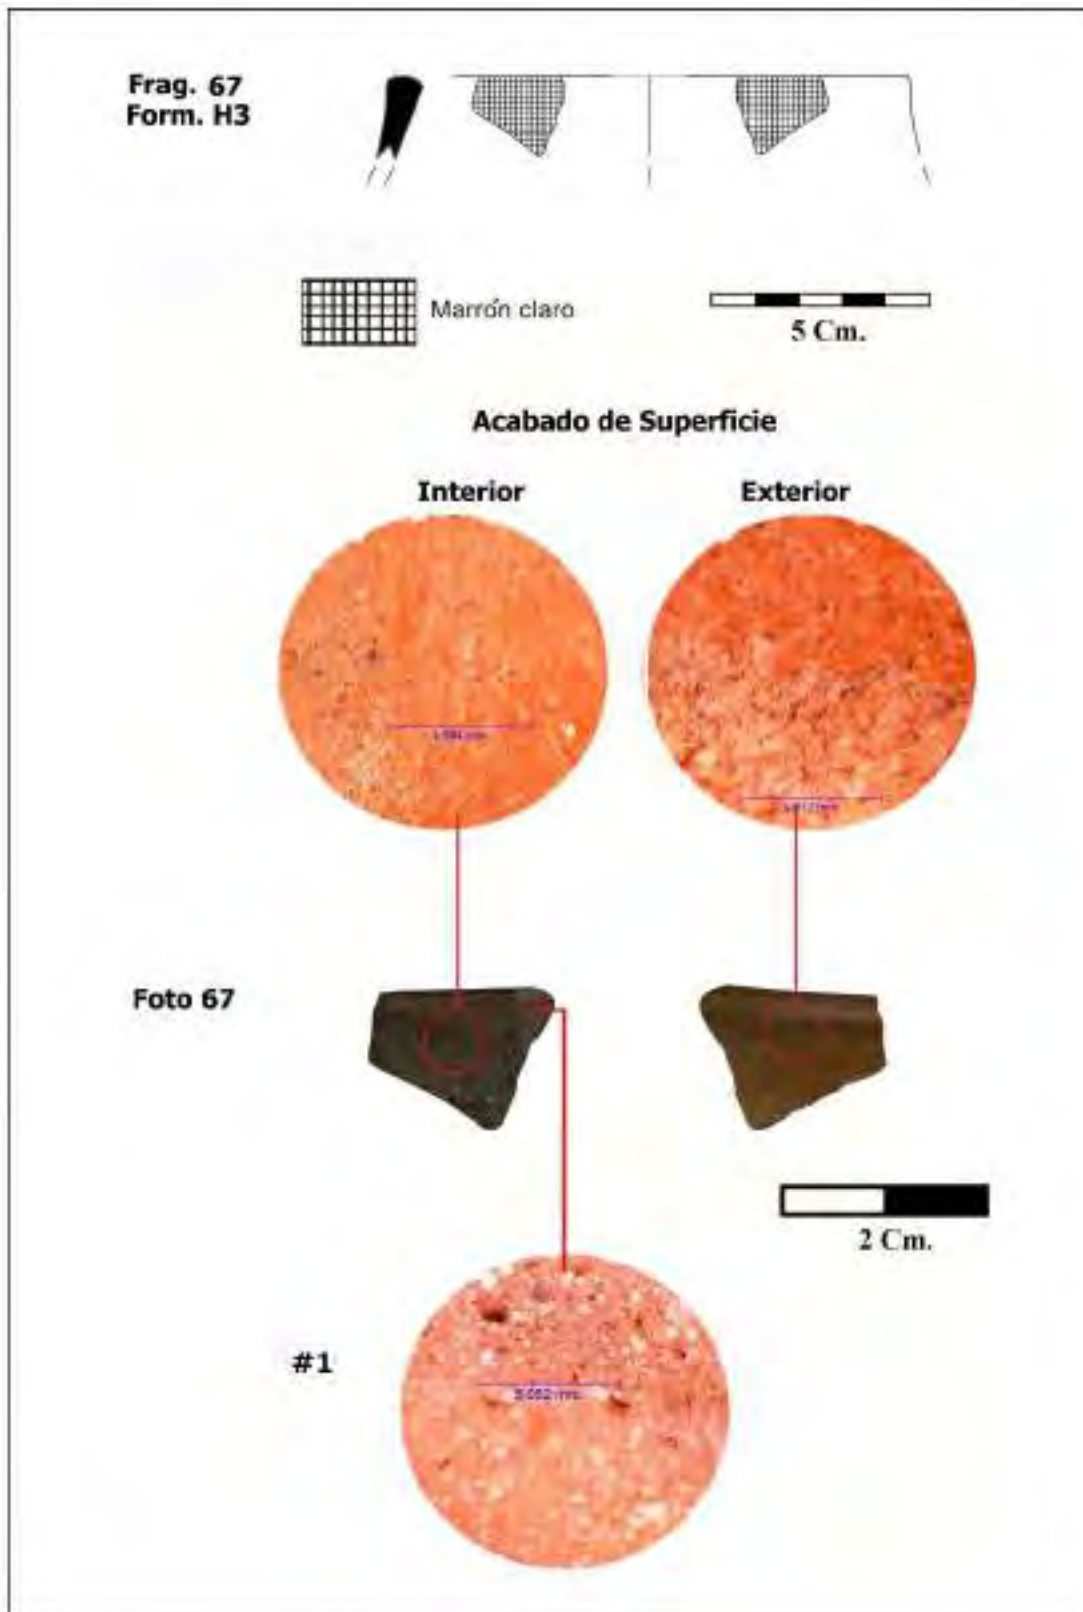 Frag. 67
Form. H3
Marrón claro
5 Cm.
Acabado de Superficie
Interior Exterior
Foto 67
2 Cm.
#1